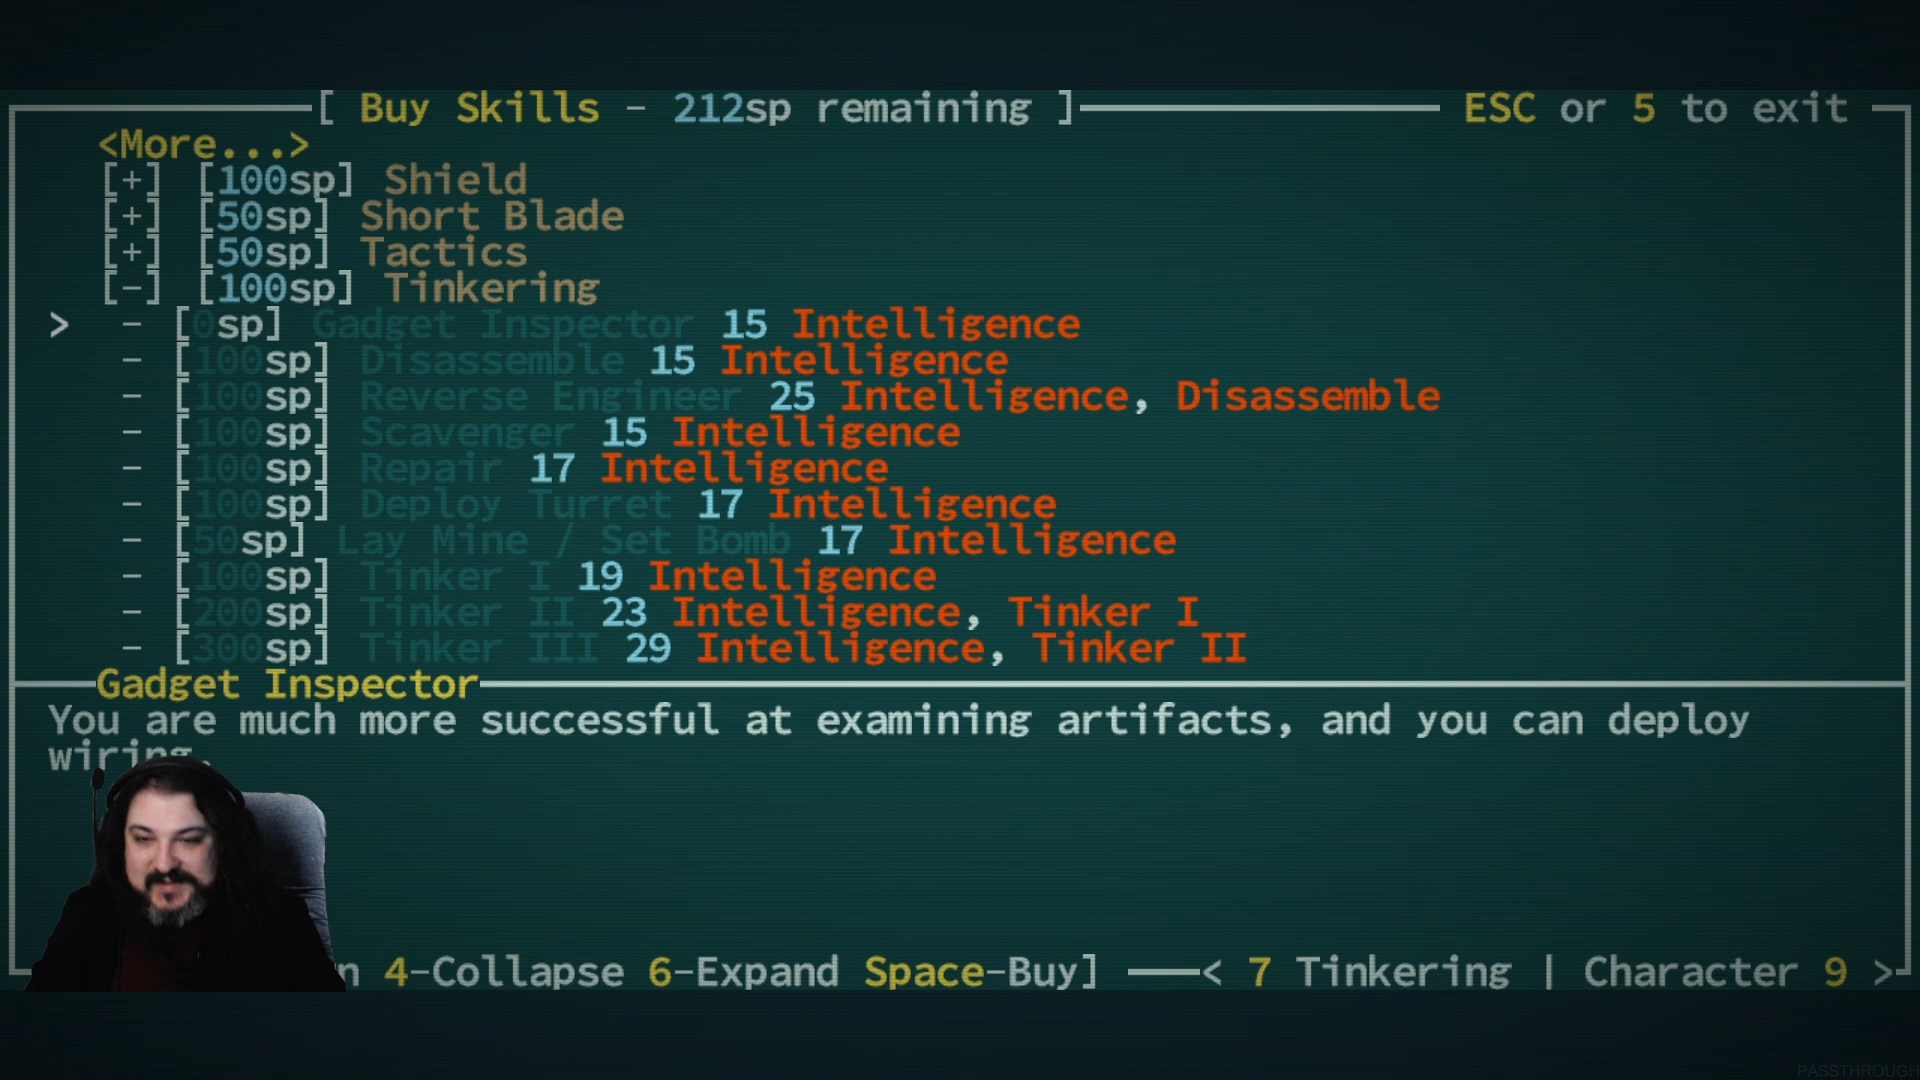 [ Buy Skills - 212sp remaining ] ESC or 5 to exit
<More...>
[+] [100sp] Shield
[+] [50sp] Short Blade
[+] [50sp] Tactics
[-] [100sp] Tinkering
> - [0sp] Gadget Inspector 15 Intelligence
- [100sp] Disassemble 15 Intelligence
- [100sp] Reverse Engineer 25 Intelligence, Disassemble
- [100sp] Scavenger 15 Intelligence
- [100sp] Repair 17 Intelligence
- [100sp] Deploy Turret 17 Intelligence
- [50sp] Lay Mine / Set Bomb 17 Intelligence
- [100sp] Tinker I 19 Intelligence
- [200sp] Tinker II 23 Intelligence, Tinker I
- [300sp] Tinker III 29 Intelligence, Tinker II
Gadget Inspector
You are much more successful at examining artifacts, and you can deploy
wiring.
n 4-Collapse 6-Expand Space-Buy] < 7 Tinkering | Character 9 >
PASSTHROUGH